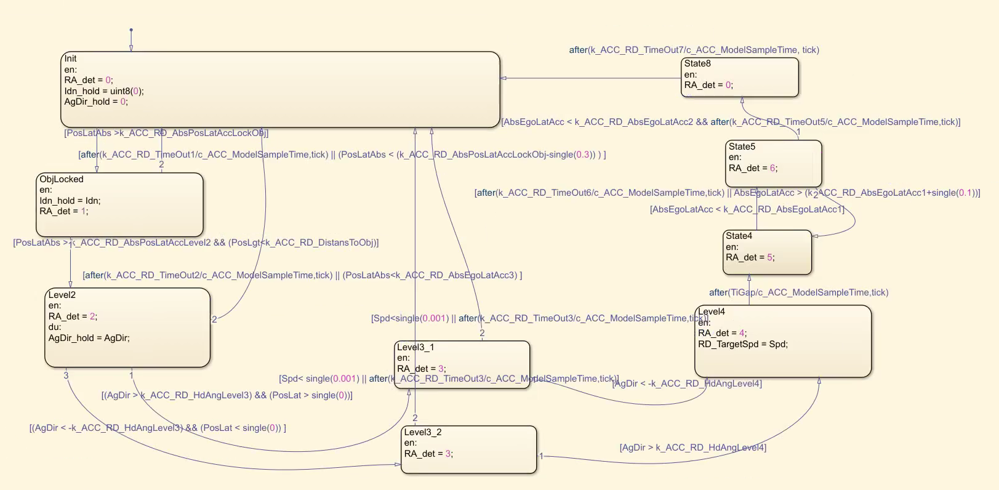 after(k_ACC_RD_TimeOut7/c_ACC_ModelSampleTime, tick)
Init
en:
RA_det = 0;
Idn_hold = uint8(0);
AgDir_hold = 0;
State8
en:
RA_det = 0;
[AbsEgoLatAcc < k_ACC_RD_AbsEgoLatAcc2 && after(k_ACC_RD_TimeOut5/c_ACC_ModelSampleTime,tick)]
1
[PosLatAbs >k_ACC_RD_AbsPosLatAccLockObj]
[after(k_ACC_RD_TimeOut1/c_ACC_ModelSampleTime,tick) || (PosLatAbs < (k_ACC_RD_AbsPosLatAccLockObj-single(0.3)) ) ]
2
State5
en:
RA_det = 6;
ObjLocked
en:
Idn_hold = Idn;
RA_det = 1;
[after(k_ACC_RD_TimeOut6/c_ACC_ModelSampleTime,tick) || AbsEgoLatAcc > (k_ACC_RD_AbsEgoLatAcc1+single(0.1))]
2
[AbsEgoLatAcc < k_ACC_RD_AbsEgoLatAcc1]
State4
en:
RA_det = 5;
[PosLatAbs > k_ACC_RD_AbsPosLatAccLevel2 && (PosLgt<k_ACC_RD_DistansToObj)]
1
[after(k_ACC_RD_TimeOut2/c_ACC_ModelSampleTime,tick) || (PosLatAbs<k_ACC_RD_AbsEgoLatAcc3) ]
after(TiGap/c_ACC_ModelSampleTime,tick)
Level2
en:
RA_det = 2;
du:
AgDir_hold = AgDir;
2
[Spd<single(0.001) || after(k_ACC_RD_TimeOut3/c_ACC_ModelSampleTime,tick)]
2
Level4
en:
RA_det = 4;
RD_TargetSpd = Spd;
Level3_1
en:
RA_det = 3;
3
1
[Spd< single(0.001) || after(k_ACC_RD_TimeOut3/c_ACC_ModelSampleTime,tick)]
[AgDir < -k_ACC_RD_HdAngLevel4]
[(AgDir > k_ACC_RD_HdAngLevel3) && (PosLat > single(0))]
2
[(AgDir < -k_ACC_RD_HdAngLevel3) && (PosLat < single(0)) ]
Level3_2
en:
RA_det = 3;
1
[AgDir > k_ACC_RD_HdAngLevel4]